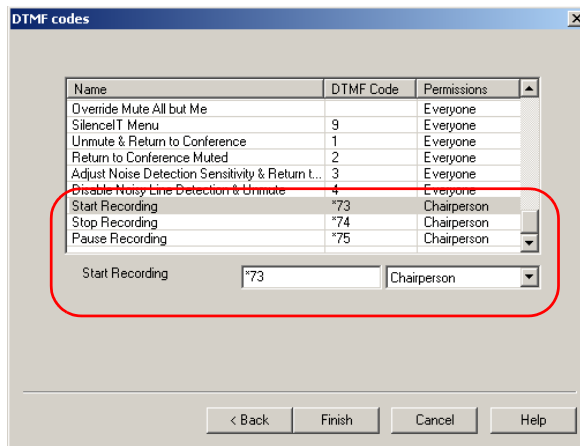 DTMF codes
Name DTMF Code Permissions
Override Mute All but Me Everyone
SilenceIT Menu 9 Everyone
Unmute & Return to Conference 1 Everyone
Return to Conference Muted 2 Everyone
Adjust Noise Detection Sensitivity & Return t... 3 Everyone
Disable Noisy Line Detection & Unmute 4 Everyone
Start Recording *73 Chairperson
Stop Recording *74 Chairperson
Pause Recording *75 Chairperson
Start Recording *73 Chairperson
< Back Finish Cancel Help